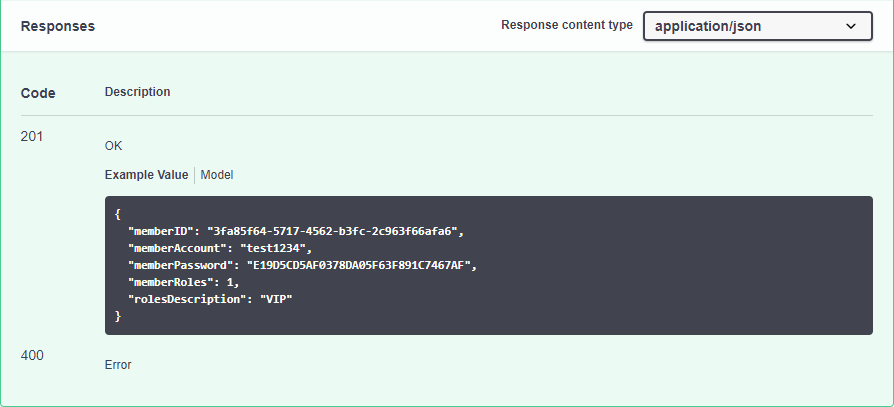 Responses
Response content type
application/json
Code
Description
201
OK
Example Value
Model
{
  "memberID": "3fa85f64-5717-4562-b3fc-2c963f66afa6",
  "memberAccount": "test1234",
  "memberPassword": "E19D5CD5AF0378DA05F63F891C7467AF",
  "memberRoles": 1,
  "rolesDescription": "VIP"
}
400
Error